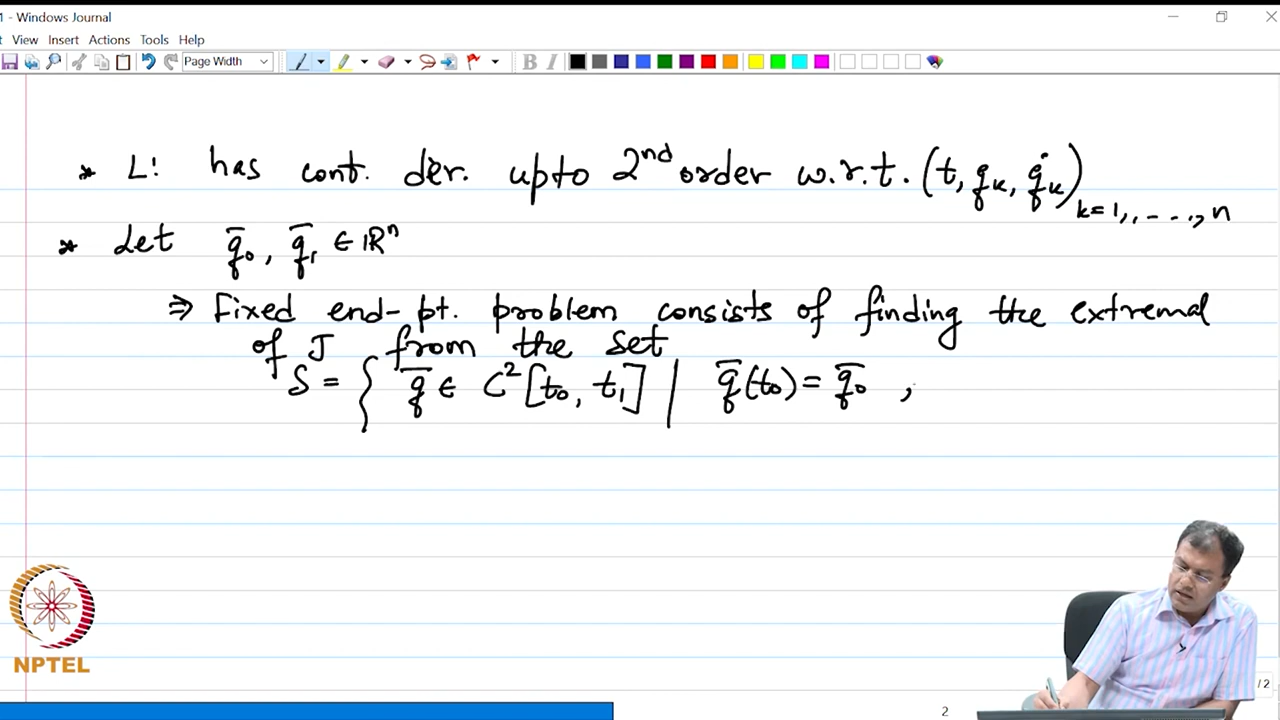 1 - Windows Journal
t View Insert Actions Tools Help
Page Width
* L: has cont. der. upto 2nd order w.r.t. (t, qk, q̇k) k=1,, ----, n
* Let q̄0, q̄1 ∈ ℝⁿ
⇒ Fixed end-pt. problem consists of finding the extremal
of J from the set
S = { q̄ ∈ C²[t0, t1] | q̄(t0) = q̄0 ,
NPTEL
/2
2